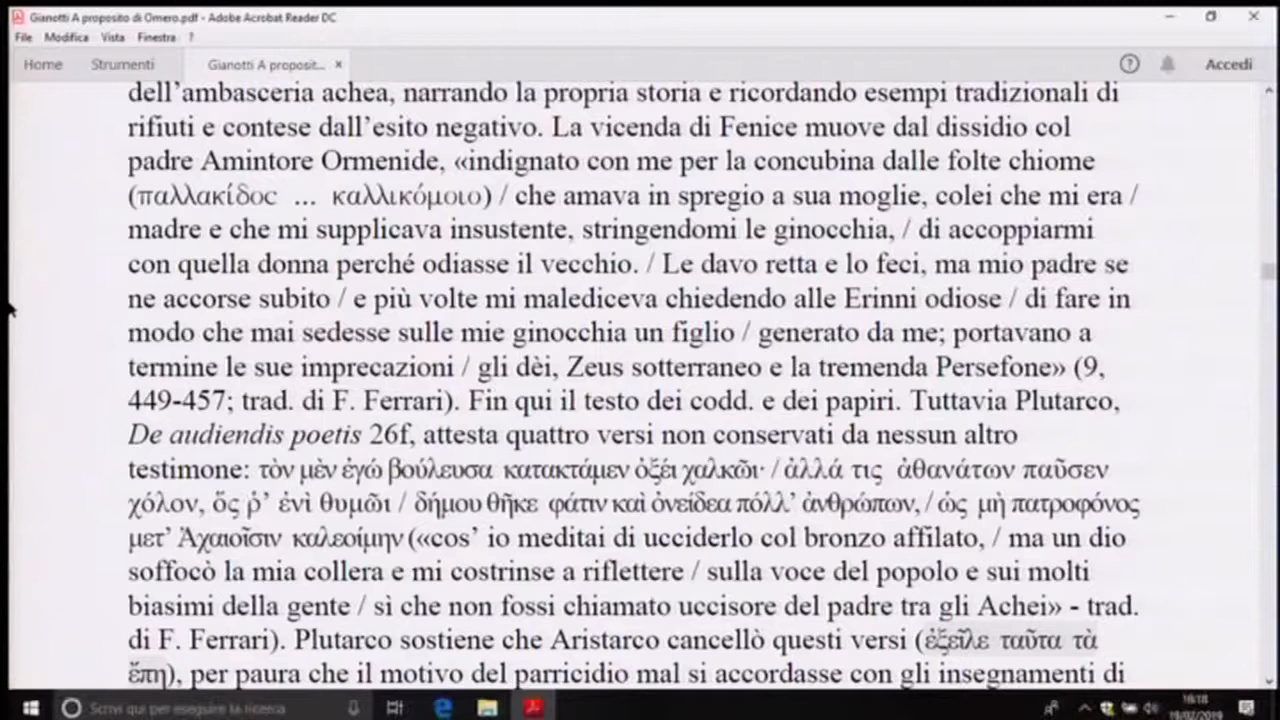 Gianotti A proposito di Omero.pdf - Adobe Acrobat Reader DC
File Modifica Vista Finestra ?
Home Strumenti Gianotti A proposit... × Accedi
dell’ambasceria achea, narrando la propria storia e ricordando esempi tradizionali di
rifiuti e contese dall’esito negativo. La vicenda di Fenice muove dal dissidio col
padre Amintore Ormenide, «indignato con me per la concubina dalle folte chiome
(παλλακίδοϲ ... καλλικόμοιο) / che amava in spregio a sua moglie, colei che mi era /
madre e che mi supplicava insustente, stringendomi le ginocchia, / di accoppiarmi
con quella donna perché odiasse il vecchio. / Le davo retta e lo feci, ma mio padre se
ne accorse subito / e più volte mi malediceva chiedendo alle Erinni odiose / di fare in
modo che mai sedesse sulle mie ginocchia un figlio / generato da me; portavano a
termine le sue imprecazioni / gli dèi, Zeus sotterraneo e la tremenda Persefone» (9,
449-457; trad. di F. Ferrari). Fin qui il testo dei codd. e dei papiri. Tuttavia Plutarco,
De audiendis poetis 26f, attesta quattro versi non conservati da nessun altro
testimone: τὸν μὲν ἐγὼ βούλευσα κατακτάμεν ὀξέι χαλκῶι· / ἀλλά τις ἀθανάτων παῦσεν
χόλον, ὅς ῥ’ ἐνὶ θυμῶι / δήμου θῆκε φάτιν καὶ ὀνείδεα πόλλ’ ἀνθρώπων, / ὡς μὴ πατροφόνος
μετ’ Ἀχαιοῖσιν καλεοίμην («cos’ io meditai di ucciderlo col bronzo affilato, / ma un dio
soffocò la mia collera e mi costrinse a riflettere / sulla voce del popolo e sui molti
biasimi della gente / sì che non fossi chiamato uccisore del padre tra gli Achei» - trad.
di F. Ferrari). Plutarco sostiene che Aristarco cancellò questi versi (ἐξεῖλε ταῦτα τὰ
ἔπη), per paura che il motivo del parricidio mal si accordasse con gli insegnamenti di
Scrivi qui per eseguire la ricerca
16:18
19/02/2019